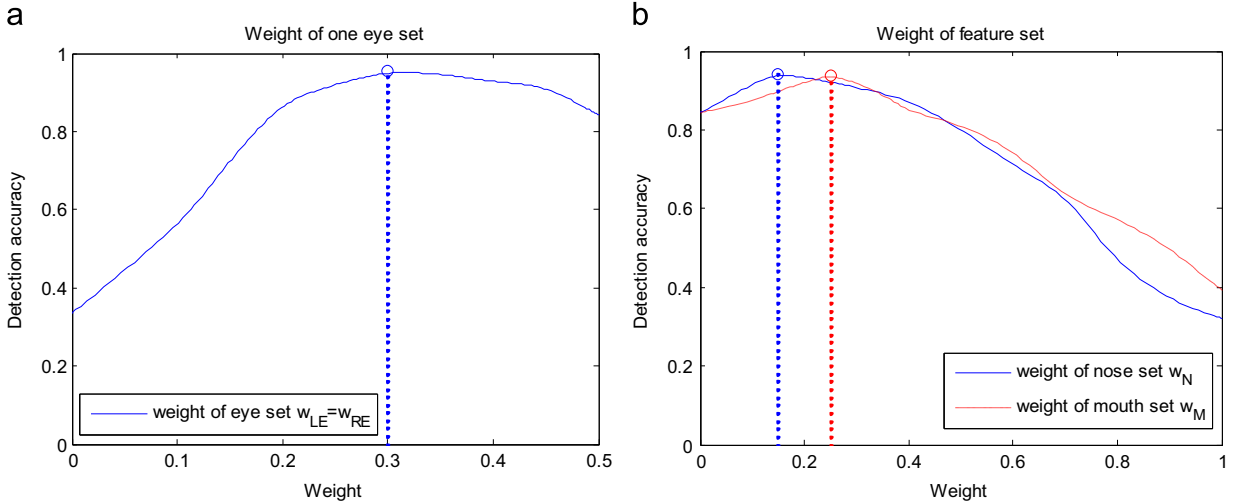 a
Weight of one eye set
1
0.8
0.6
0.4
0.2
0
Detection accuracy
weight of eye set w_LE=w_RE
0 0.1 0.2 0.3 0.4 0.5
Weight
b
Weight of feature set
1
0.8
0.6
0.4
0.2
0
Detection accuracy
weight of nose set w_N
weight of mouth set w_M
0 0.2 0.4 0.6 0.8 1
Weight